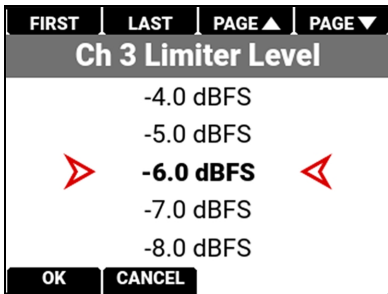 FIRST LAST PAGE▲ PAGE▼
Ch 3 Limiter Level
-4.0 dBFS
-5.0 dBFS
-6.0 dBFS
-7.0 dBFS
-8.0 dBFS
OK CANCEL